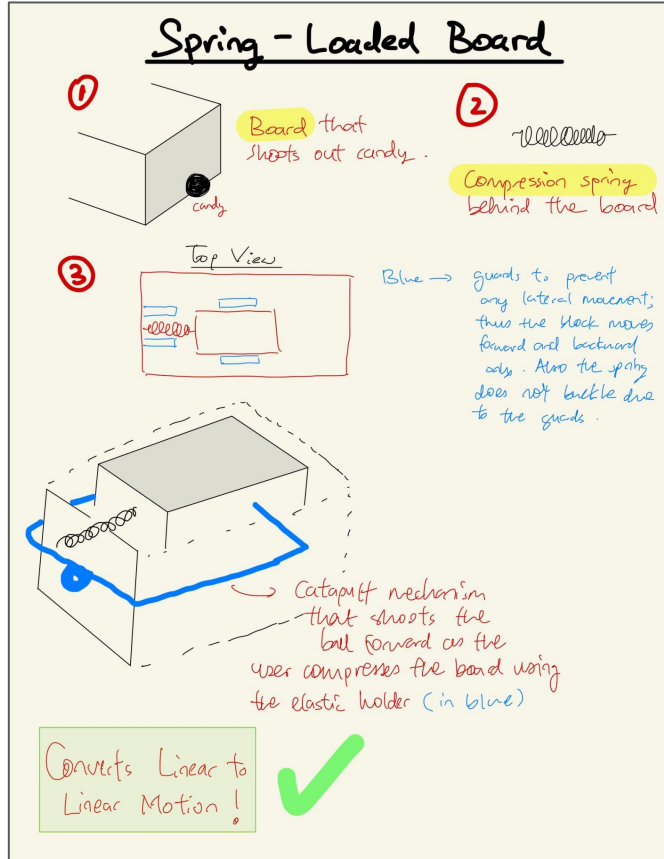 Spring-Loaded Board
①
Board that
shoots out candy.
candy
②
Compression spring
behind the board
③
Top View
Blue → guards to prevent
any lateral movement;
thus the block moves
forward and backward
only. Also the spring
does not buckle due
to the guards.
Catapult mechanism
that shoots the
ball forward as the
user compresses the board using
the elastic holder (in blue)
Converts Linear to
Linear Motion!